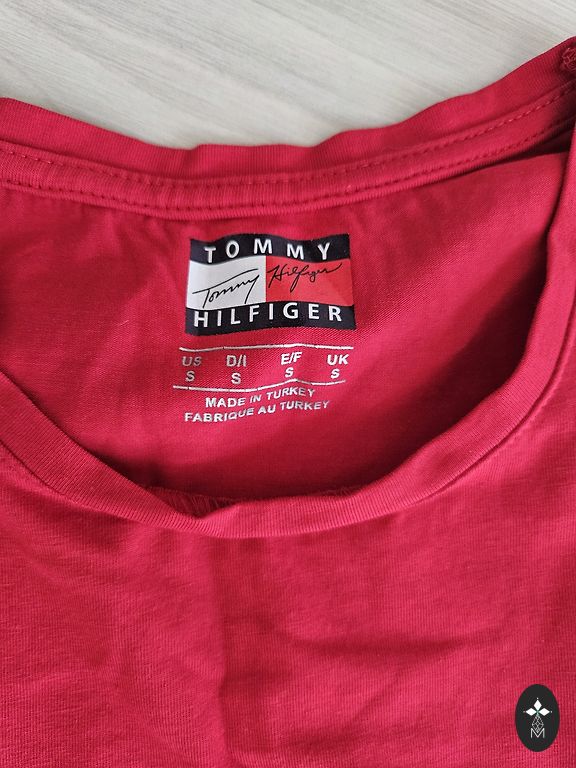 TOMMY
Tommy Hilfiger
HILFIGER
US D/I E/F UK
S S S S
MADE IN TURKEY
FABRIQUE AU TURKEY
M